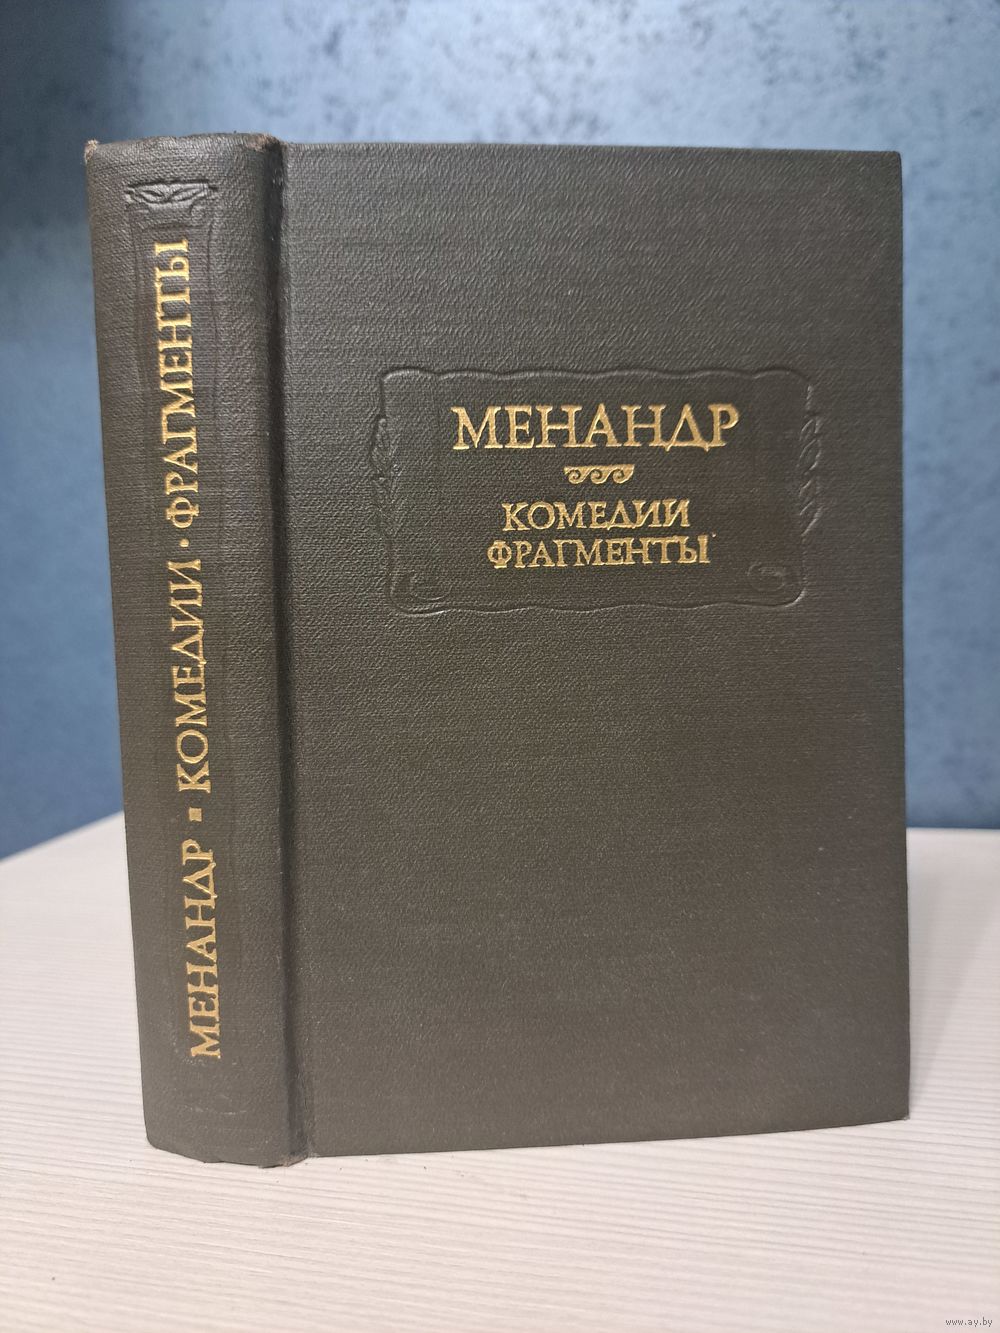 МЕНАНДР ▪ КОМЕДИИ · ФРАГМЕНТЫ
МЕНАНДР
КОМЕДИИ
ФРАГМЕНТЫ
www.ay.by